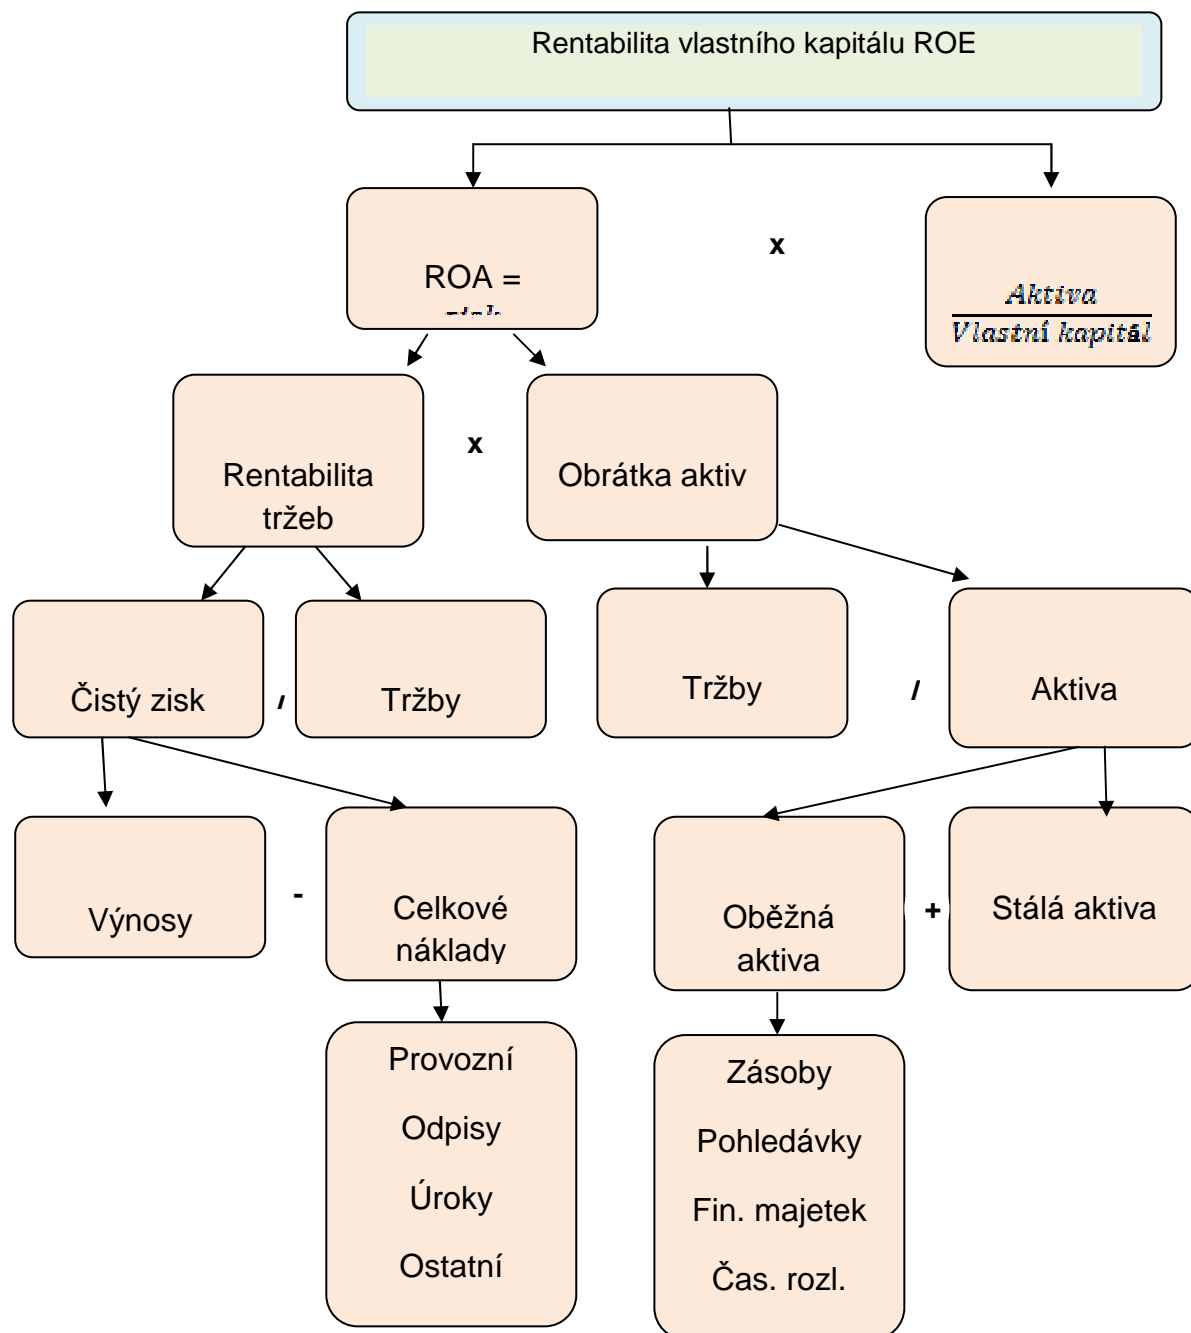 Rentabilita vlastního kapitálu ROE
ROA =
x
Aktiva
Vlastní kapitál
Rentabilita
tržeb
x
Obrátka aktiv
Čistý zisk
/
Tržby
Tržby
/
Aktiva
Výnosy
-
Celkové
náklady
Oběžná
aktiva
+
Stálá aktiva
Provozní
Odpisy
Úroky
Ostatní
Zásoby
Pohledávky
Fin. majetek
Čas. rozl.